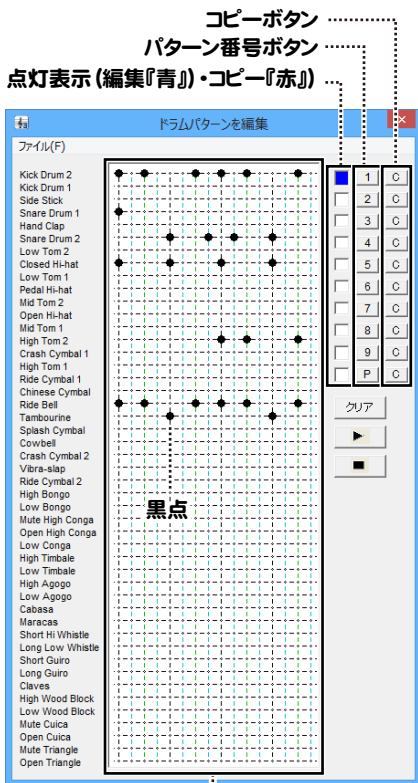 コピーボタン
パターン番号ボタン
点灯表示(編集『青』)・コピー『赤』)
ドラムパターンを編集
×
ファイル(F)
Kick Drum 2
Kick Drum 1
Side Stick
Snare Drum 1
Hand Clap
Snare Drum 2
Low Tom 2
Closed Hi-hat
Low Tom 1
Pedal Hi-hat
Mid Tom 2
Open Hi-hat
Mid Tom 1
High Tom 2
Crash Cymbal 1
High Tom 1
Ride Cymbal 1
Chinese Cymbal
Ride Bell
Tambourine
Splash Cymbal
Cowbell
Crash Cymbal 2
Vibra-slap
Ride Cymbal 2
High Bongo
Low Bongo
Mute High Conga
Open High Conga
Low Conga
High Timbale
Low Timbale
High Agogo
Low Agogo
Cabasa
Maracas
Short Hi Whistle
Long Low Whistle
Short Guiro
Long Guiro
Claves
High Wood Block
Low Wood Block
Mute Cuica
Open Cuica
Mute Triangle
Open Triangle
黒点
1 C
2 C
3 C
4 C
5 C
6 C
7 C
8 C
9 C
P C
クリア